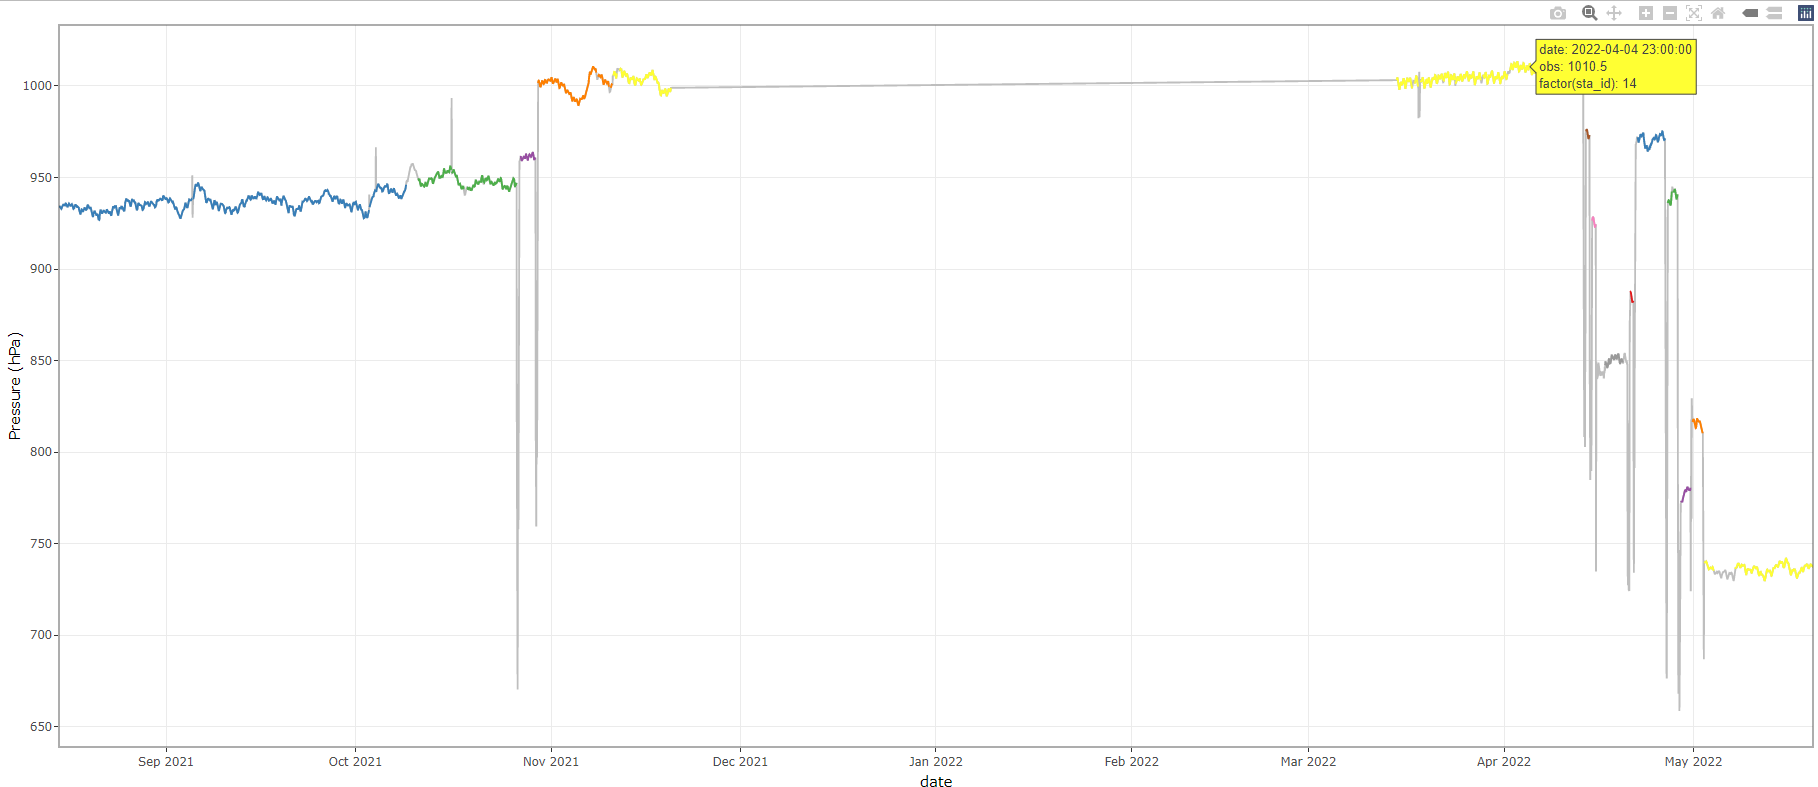 date: 2022-04-04 23:00:00
obs: 1010.5
factor(sta_id): 14
Pressure (hPa)
1000
950
900
850
800
750
700
650
Sep 2021
Oct 2021
Nov 2021
Dec 2021
Jan 2022
Feb 2022
Mar 2022
Apr 2022
May 2022
date